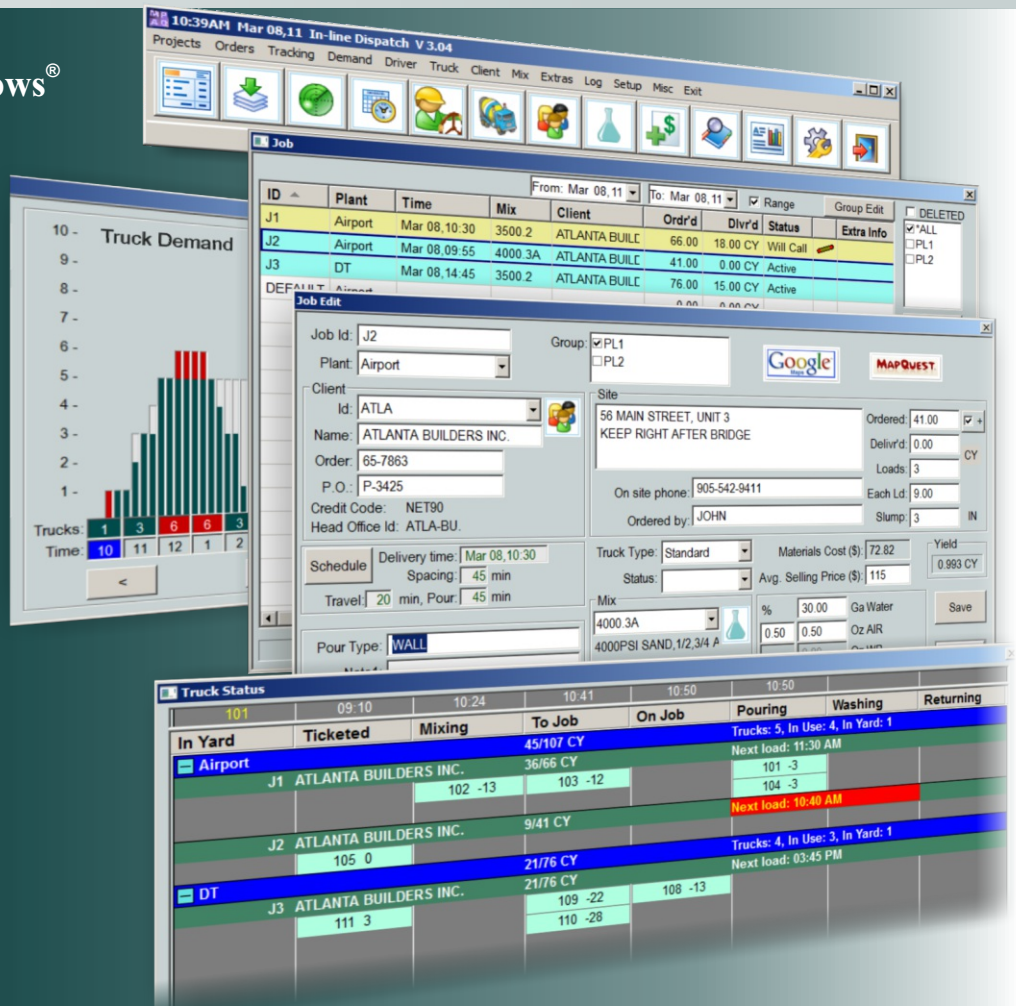 ows®
10:39AM Mar 08,11 In-line Dispatch V 3.04
Projects Orders Tracking Demand Driver Truck Client Mix Extras Log Setup Misc Exit
Truck Demand
10 -
9 -
8 -
7 -
6 -
5 -
4 -
3 -
2 -
1 -
Trucks: 1 3 6 6 3
Time: 10 11 12 1 2
<
Job
From: Mar 08,11 To: Mar 08,11 Range Group Edit DELETED
ID Plant Time Mix Client Ordr'd Dlvr'd Status Extra Info
*ALL
PL1
PL2
J1 Airport Mar 08,10:30 3500.2 ATLANTA BUILD 66.00 18.00 CY Will Call
J2 Airport Mar 08,09:55 4000.3A ATLANTA BUILD 41.00 0.00 CY Active
J3 DT Mar 08,14:45 3500.2 ATLANTA BUILD 76.00 15.00 CY Active
DEFAULT Airport 0.00 0.00 CY
Job Edit
Job Id: J2
Plant: Airport
Group: PL1
PL2
Google
Maps
MAPQUEST
Client
Id: ATLA
Name: ATLANTA BUILDERS INC.
Order: 65-7863
P.O.: P-3425
Credit Code: NET90
Head Office Id: ATLA-BU.
Site
56 MAIN STREET, UNIT 3
KEEP RIGHT AFTER BRIDGE
On site phone: 905-542-9411
Ordered by: JOHN
Ordered: 41.00 +
Delivr'd: 0.00 CY
Loads: 3
Each Ld: 9.00
Slump: 3 IN
Schedule Delivery time: Mar 08,10:30
Spacing: 45 min
Travel: 20 min, Pour: 45 min
Truck Type: Standard
Status:
Materials Cost ($): 72.82
Avg. Selling Price ($): 115
Yield
0.993 CY
Mix
4000.3A
4000PSI SAND,1/2,3/4 A
% 30.00 Ga Water
0.50 0.50 Oz AIR
0.00 Oz WR
Save
Pour Type: WALL
Truck Status
101 09:10 10:24 10:41 10:50 10:50
In Yard Ticketed Mixing To Job On Job Pouring Washing Returning
Airport 45/107 CY Trucks: 5, In Use: 4, In Yard: 1
J1 ATLANTA BUILDERS INC. 36/66 CY Next load: 11:30 AM
102 -13 103 -12 101 -3
104 -3
J2 ATLANTA BUILDERS INC. 9/41 CY Next load: 10:40 AM
105 0
DT 21/76 CY Trucks: 4, In Use: 3, In Yard: 1
J3 ATLANTA BUILDERS INC. 21/76 CY Next load: 03:45 PM
111 3 109 -22 108 -13
110 -28